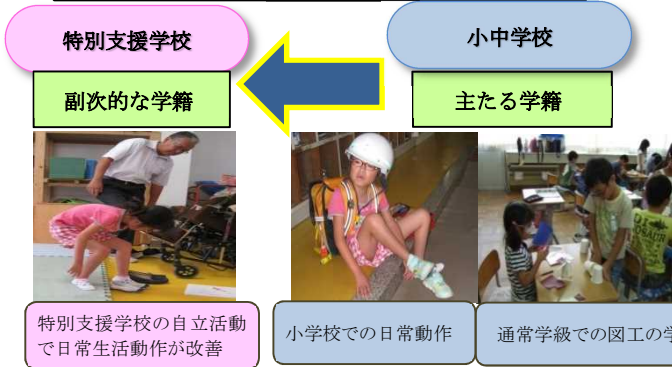 特別支援学校
小中学校
副次的な学籍
主たる学籍
特別支援学校の自立活動
で日常生活動作が改善
小学校での日常動作
通常学級での図工の学